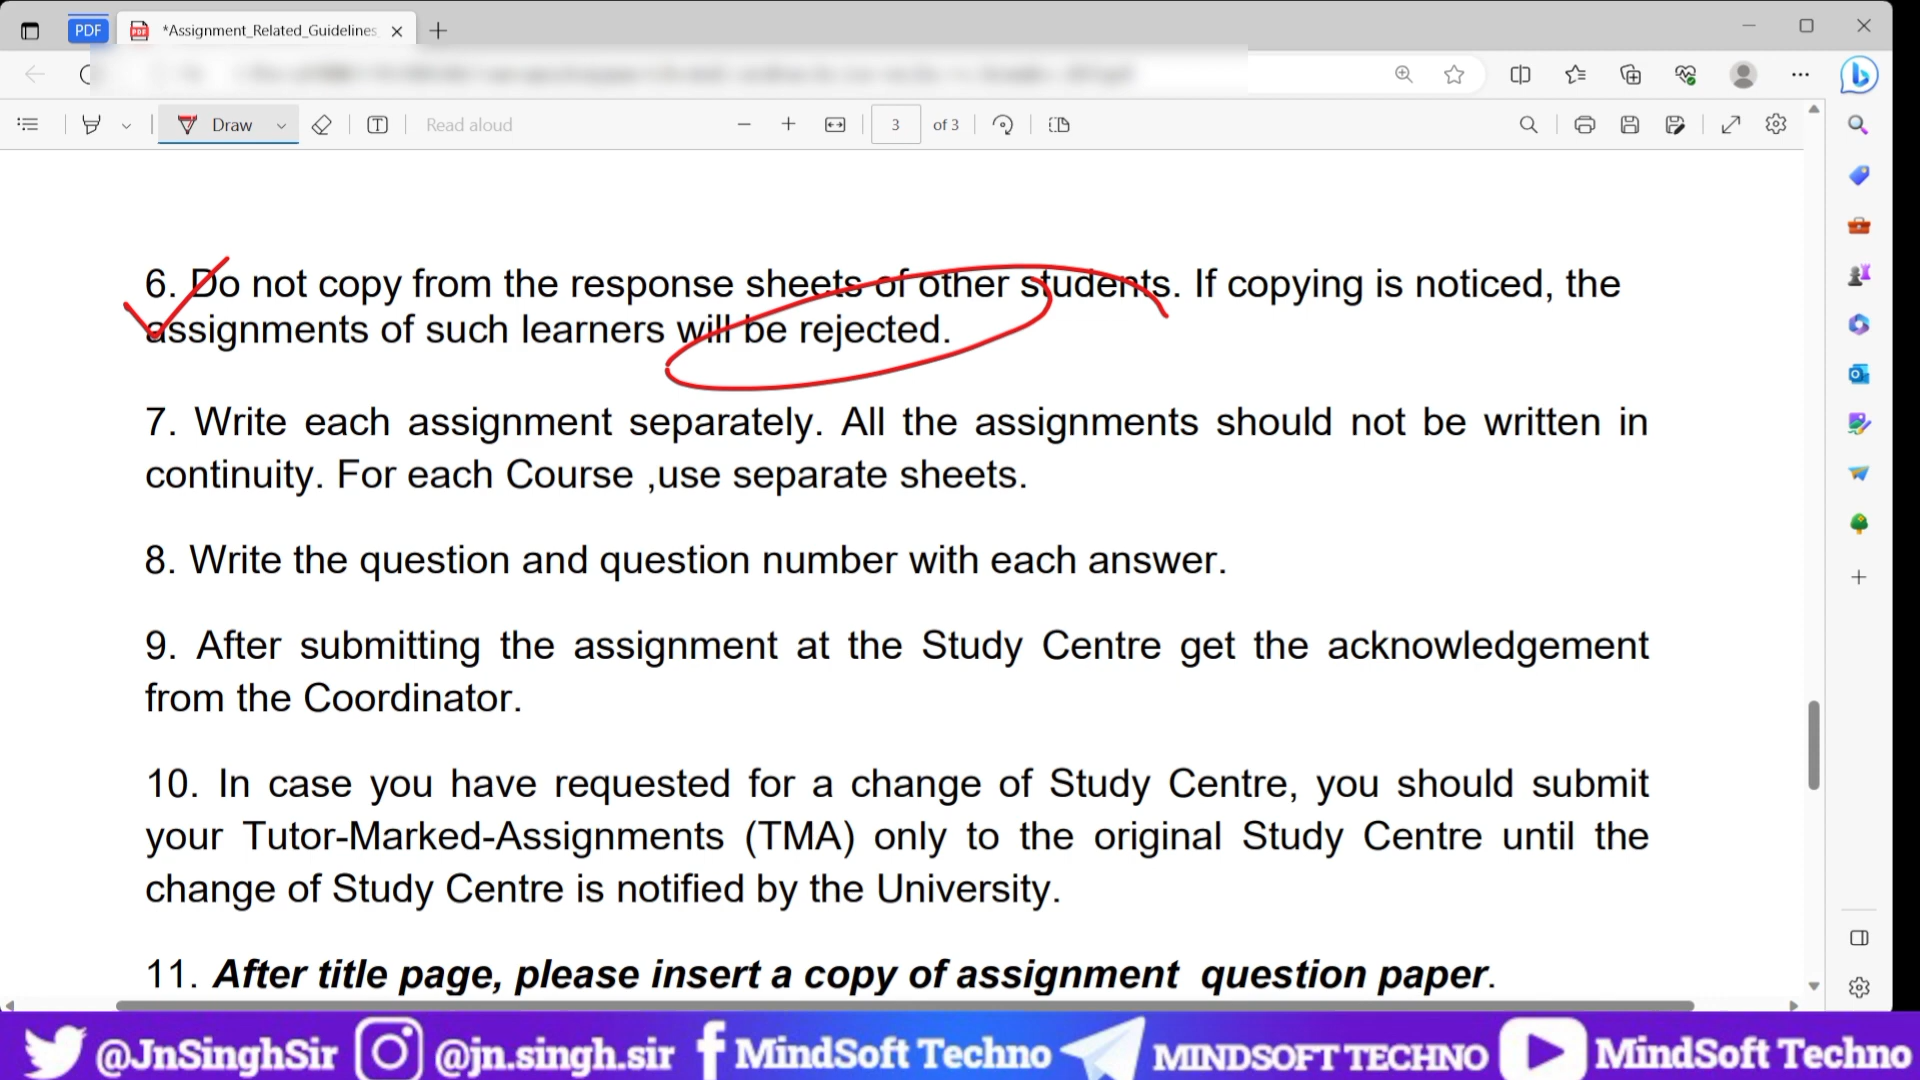 PDF
*Assignment_Related_Guidelines
Draw
Read aloud
3
of 3
6. Do not copy from the response sheets of other students. If copying is noticed, the
assignments of such learners will be rejected.
7. Write each assignment separately. All the assignments should not be written in
continuity. For each Course ,use separate sheets.
8. Write the question and question number with each answer.
9. After submitting the assignment at the Study Centre get the acknowledgement
from the Coordinator.
10. In case you have requested for a change of Study Centre, you should submit
your Tutor-Marked-Assignments (TMA) only to the original Study Centre until the
change of Study Centre is notified by the University.
11. After title page, please insert a copy of assignment question paper.
@JnSinghSir @jn.singh.sir MindSoft Techno MINDSOFT TECHNO MindSoft Techno